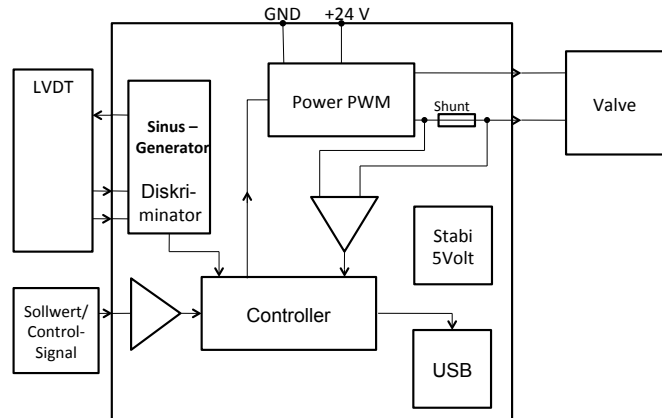 GND +24 V
LVDT
Sinus –
Generator
Diskri-
minator
Power PWM
Shunt
Valve
Stabi
5Volt
Sollwert/
Control-
Signal
Controller
USB